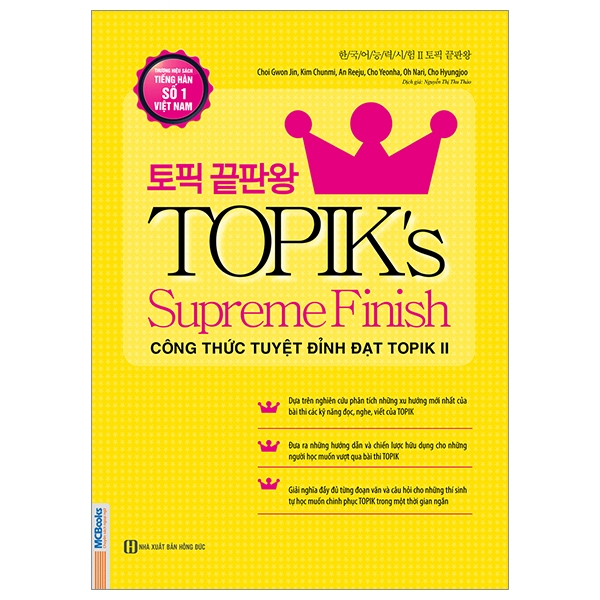 한·국·어·능·력·시·험 II 토픽 끝판왕
Choi Gwon Jin, Kim Chunmi, An Reeju, Cho Yeonha, Oh Nari, Cho Hyungjoo
Dịch giả: Nguyễn Thị Thu Thảo
THƯƠNG HIỆU SÁCH
TIẾNG HÀN
SỐ 1
VIỆT NAM
토픽 끝판왕
TOPIK's
Supreme Finish
CÔNG THỨC TUYỆT ĐỈNH ĐẠT TOPIK II
Dựa trên nghiên cứu phân tích những xu hướng mới nhất của
bài thi các kỹ năng đọc, nghe, viết của TOPIK
Đưa ra những hướng dẫn và chiến lược hữu dụng cho những
người học muốn vượt qua bài thi TOPIK
Giải nghĩa đầy đủ từng đoạn văn và câu hỏi cho những thí sinh
tự học muốn chinh phục TOPIK trong một thời gian ngắn
MCBooks
NHÀ XUẤT BẢN HỒNG ĐỨC